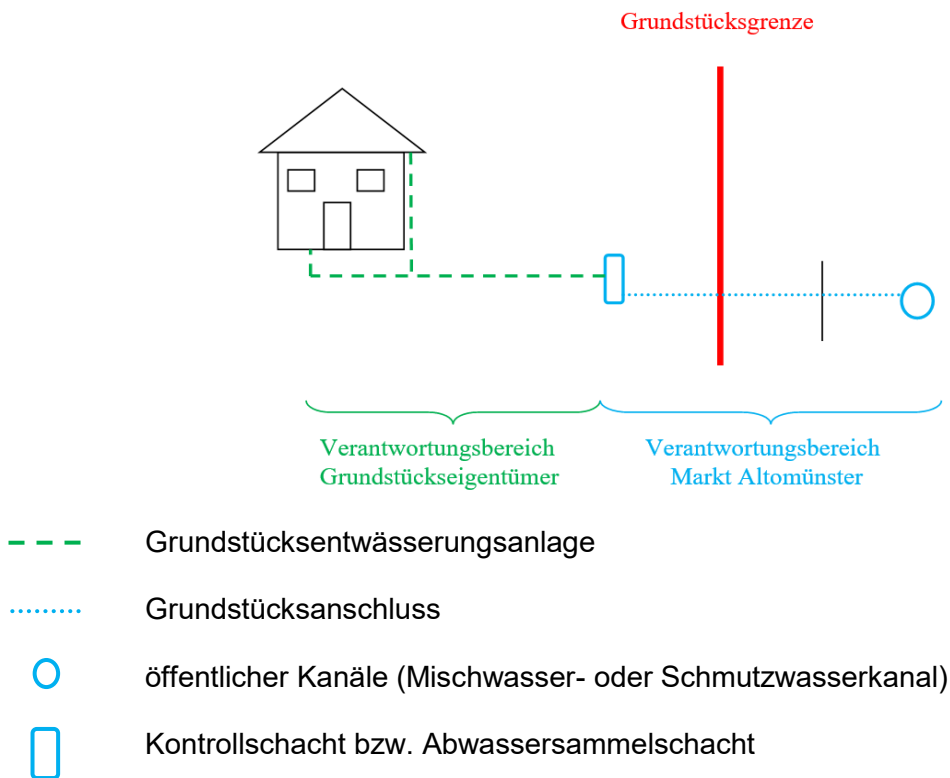 Grundstücksgrenze
Verantwortungsbereich
Grundstückseigentümer
Verantwortungsbereich
Markt Altomünster
Grundstücksentwässerungsanlage
Grundstücksanschluss
öffentlicher Kanäle (Mischwasser- oder Schmutzwasserkanal)
Kontrollschacht bzw. Abwassersammelschacht